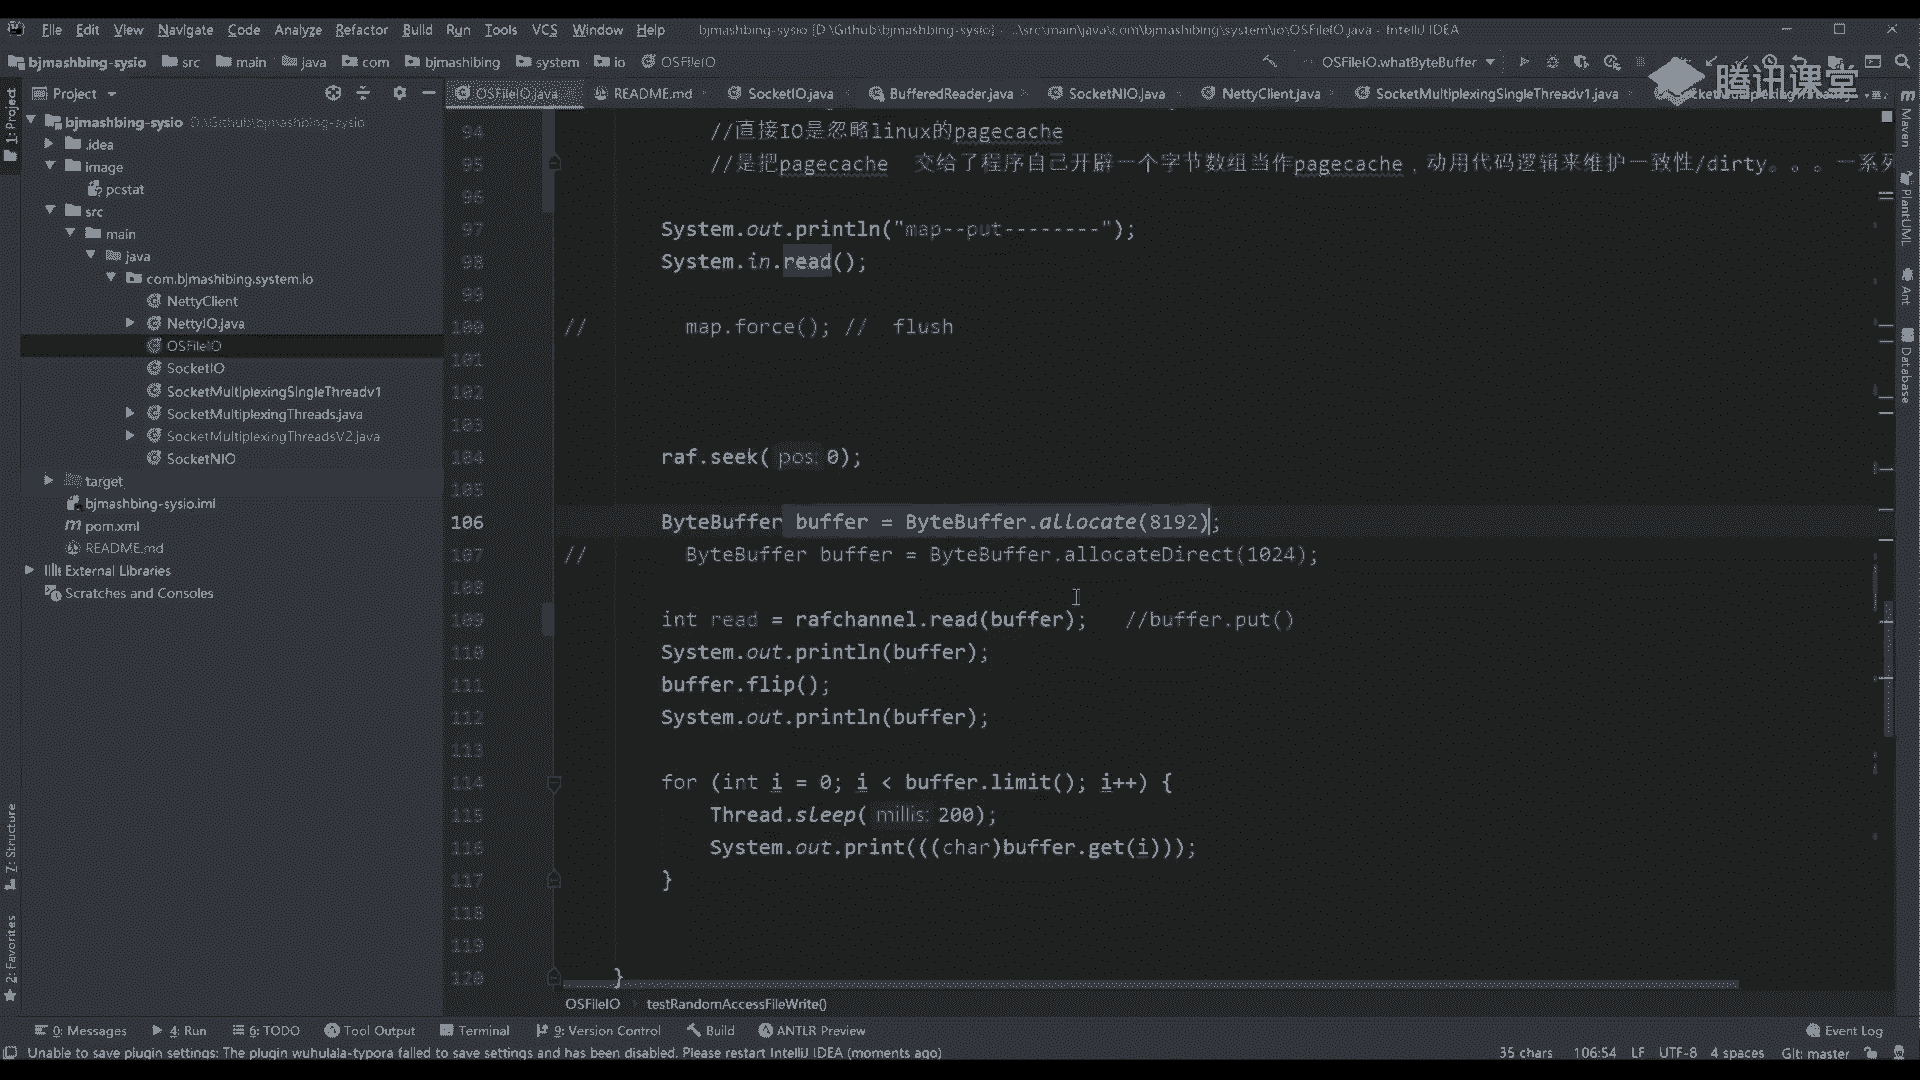 File Edit View Navigate Code Analyze Refactor Build Run Tools VCS Window Help bjmashbing-sysio [D:\Github\bjmashbing-sysio] - ...\src\main\java\com\bjmashibing\system\io\OSFileIO.java - IntelliJ IDEA
bjmashbing-sysio src main java com bjmashibing system io OSFileIO OSFileIO.whatByteBuffer
腾讯课堂
Project OSFileIO.java README.md SocketIO.java BufferedReader.java SocketNIO.java NettyClient.java SocketMultiplexingSingleThreadv1.java
1: Project
bjmashbing-sysio D:\Github\bjmashbing-sysio
.idea
image
pcstat
src
main
java
com.bjmashibing.system.io
NettyClient
NettyIO.java
OSFileIO
SocketIO
SocketMultiplexingSingleThreadv1
SocketMultiplexingThreads.java
SocketMultiplexingThreadsV2.java
SocketNIO
target
bjmashbing-sysio.iml
pom.xml
README.md
External Libraries
Scratches and Consoles
7: Structure
2: Favorites
94 //直接IO是忽略linux的pagecache
95 //是把pagecache 交给了程序自己开辟一个字节数组当作pagecache，动用代码逻辑来维护一致性/dirty。。。一系列
96
97 System.out.println("map--put--------");
98 System.in.read();
99
100 // map.force(); // flush
101
102
103
104 raf.seek( pos: 0);
105
106 ByteBuffer buffer = ByteBuffer.allocate(8192);
107 // ByteBuffer buffer = ByteBuffer.allocateDirect(1024);
108
109 int read = rafchannel.read(buffer); //buffer.put()
110 System.out.println(buffer);
111 buffer.flip();
112 System.out.println(buffer);
113
114 for (int i = 0; i < buffer.limit(); i++) {
115 Thread.sleep( millis: 200);
116 System.out.print(((char)buffer.get(i)));
117 }
118
119
120 }
OSFileIO testRandomAccessFileWrite()
Maven
PlantUML
Ant
Database
0: Messages 4: Run 6: TODO Tool Output Terminal 9: Version Control Build ANTLR Preview Event Log
Unable to save plugin settings: The plugin wuhulala-typora failed to save settings and has been disabled. Please restart IntelliJ IDEA (moments ago) 35 chars 106:54 LF UTF-8 4 spaces Git: master